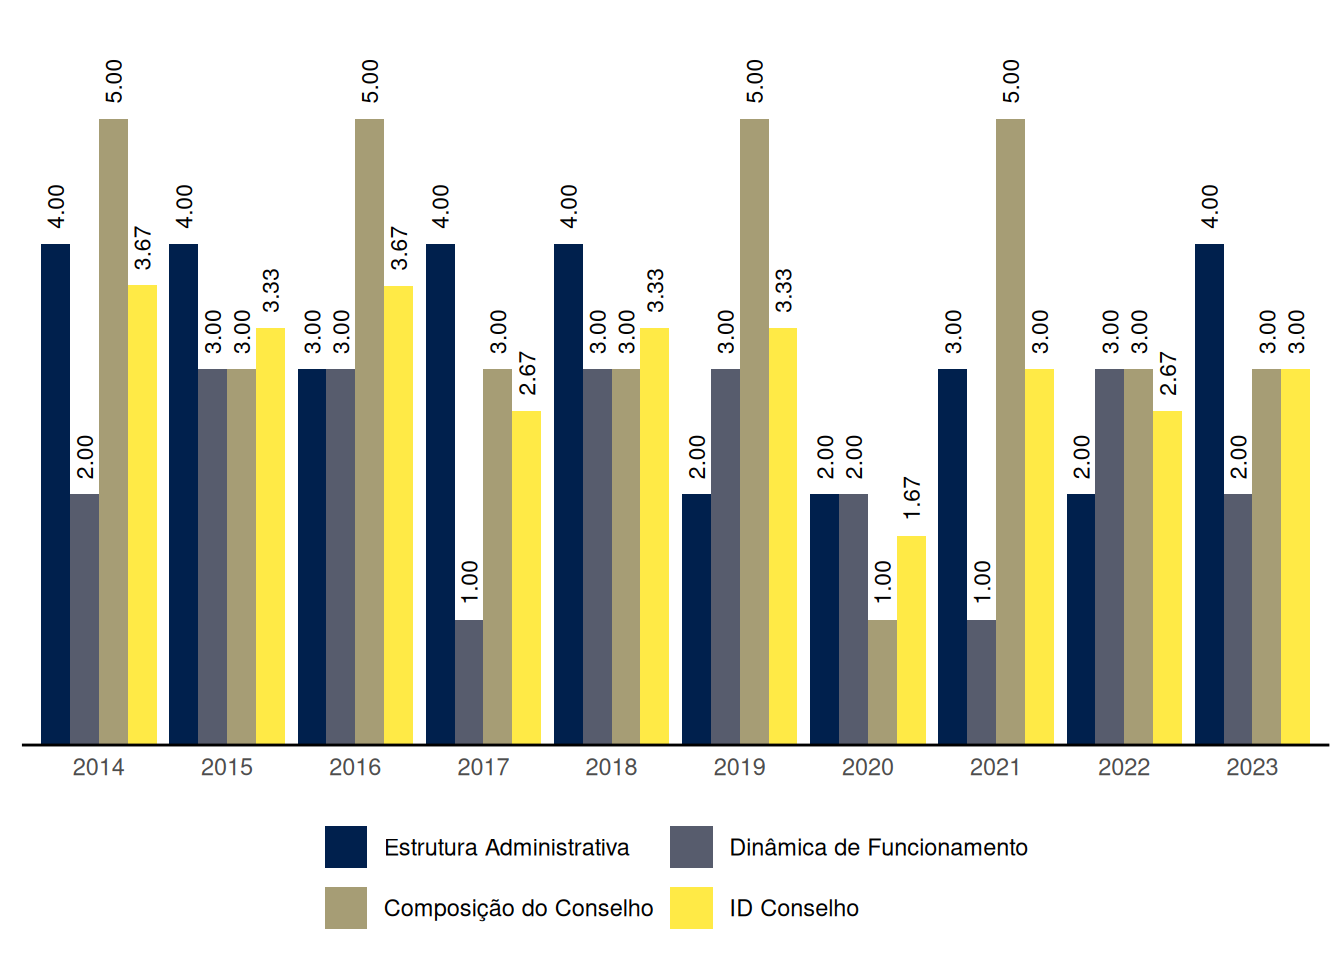 4.00 2.00 5.00 3.67
4.00 3.00 3.00 3.33
3.00 3.00 5.00 3.67
4.00 1.00 3.00 2.67
4.00 3.00 3.00 3.33
2.00 3.00 5.00 3.33
2.00 2.00 1.00 1.67
3.00 1.00 5.00 3.00
2.00 3.00 3.00 2.67
4.00 2.00 3.00 3.00
2014 2015 2016 2017 2018 2019 2020 2021 2022 2023
Estrutura Administrativa Dinâmica de Funcionamento
Composição do Conselho ID Conselho